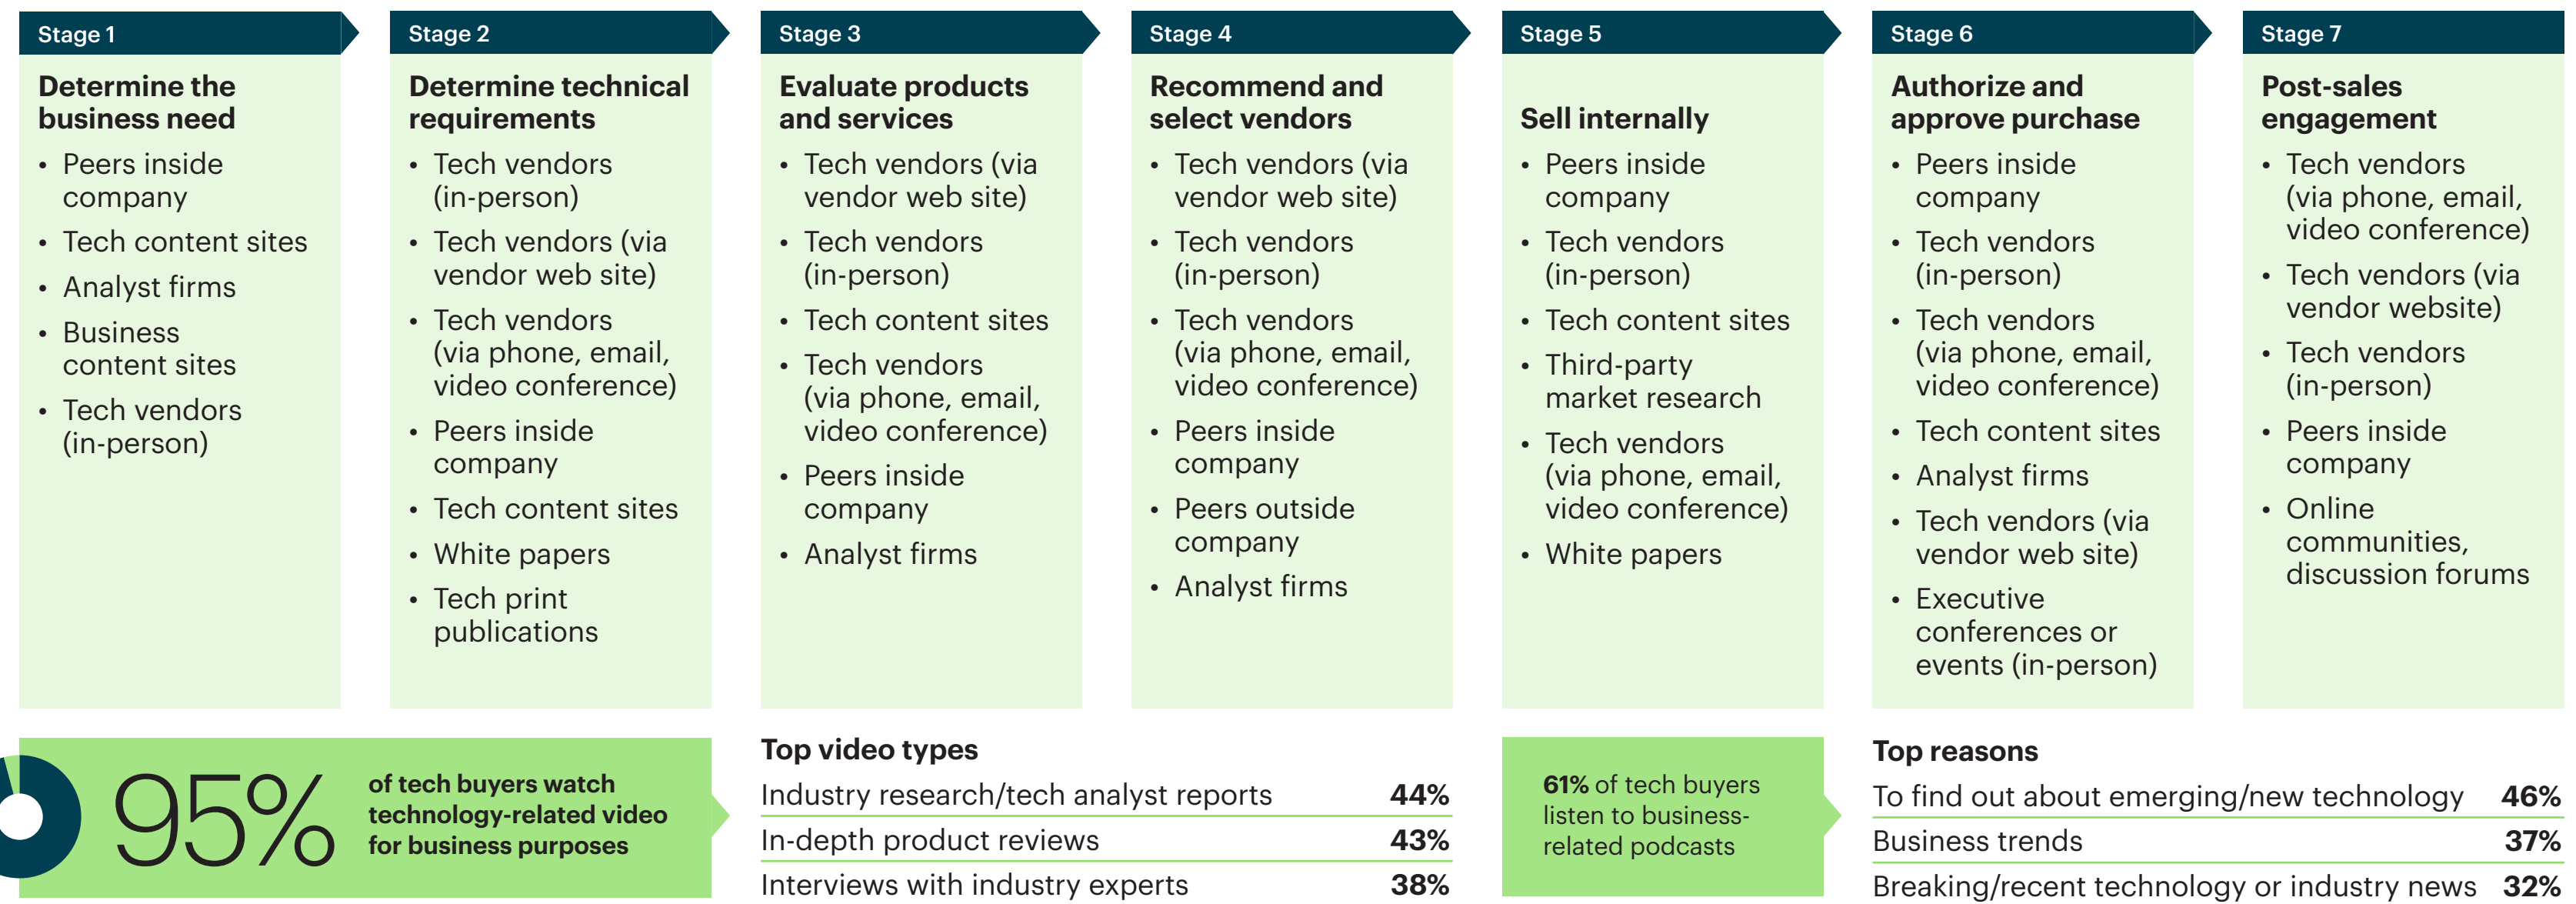 Stage 1
Determine the
business need
• Peers inside
company
• Tech content sites
• Analyst firms
• Business
content sites
• Tech vendors
(in-person)
Stage 2
Determine technical
requirements
• Tech vendors
(in-person)
• Tech vendors (via
vendor web site)
• Tech vendors
(via phone, email,
video conference)
• Peers inside
company
• Tech content sites
• White papers
• Tech print
publications
Stage 3
Evaluate products
and services
• Tech vendors (via
vendor web site)
• Tech vendors
(in-person)
• Tech content sites
• Tech vendors
(via phone, email,
video conference)
• Peers inside
company
• Analyst firms
Stage 4
Recommend and
select vendors
• Tech vendors (via
vendor web site)
• Tech vendors
(in-person)
• Tech vendors
(via phone, email,
video conference)
• Peers inside
company
• Peers outside
company
• Analyst firms
Stage 5
Sell internally
• Peers inside
company
• Tech vendors
(in-person)
• Tech content sites
• Third-party
market research
• Tech vendors
(via phone, email,
video conference)
• White papers
Stage 6
Authorize and
approve purchase
• Peers inside
company
• Tech vendors
(in-person)
• Tech vendors
(via phone, email,
video conference)
• Tech content sites
• Analyst firms
• Tech vendors (via
vendor web site)
• Executive
conferences or
events (in-person)
Stage 7
Post-sales
engagement
• Tech vendors
(via phone, email,
video conference)
• Tech vendors (via
vendor website)
• Tech vendors
(in-person)
• Peers inside
company
• Online
communities,
discussion forums
95%
of tech buyers watch
technology-related video
for business purposes
Top video types
Industry research/tech analyst reports 44%
In-depth product reviews 43%
Interviews with industry experts 38%
61% of tech buyers
listen to business-
related podcasts
Top reasons
To find out about emerging/new technology 46%
Business trends 37%
Breaking/recent technology or industry news 32%